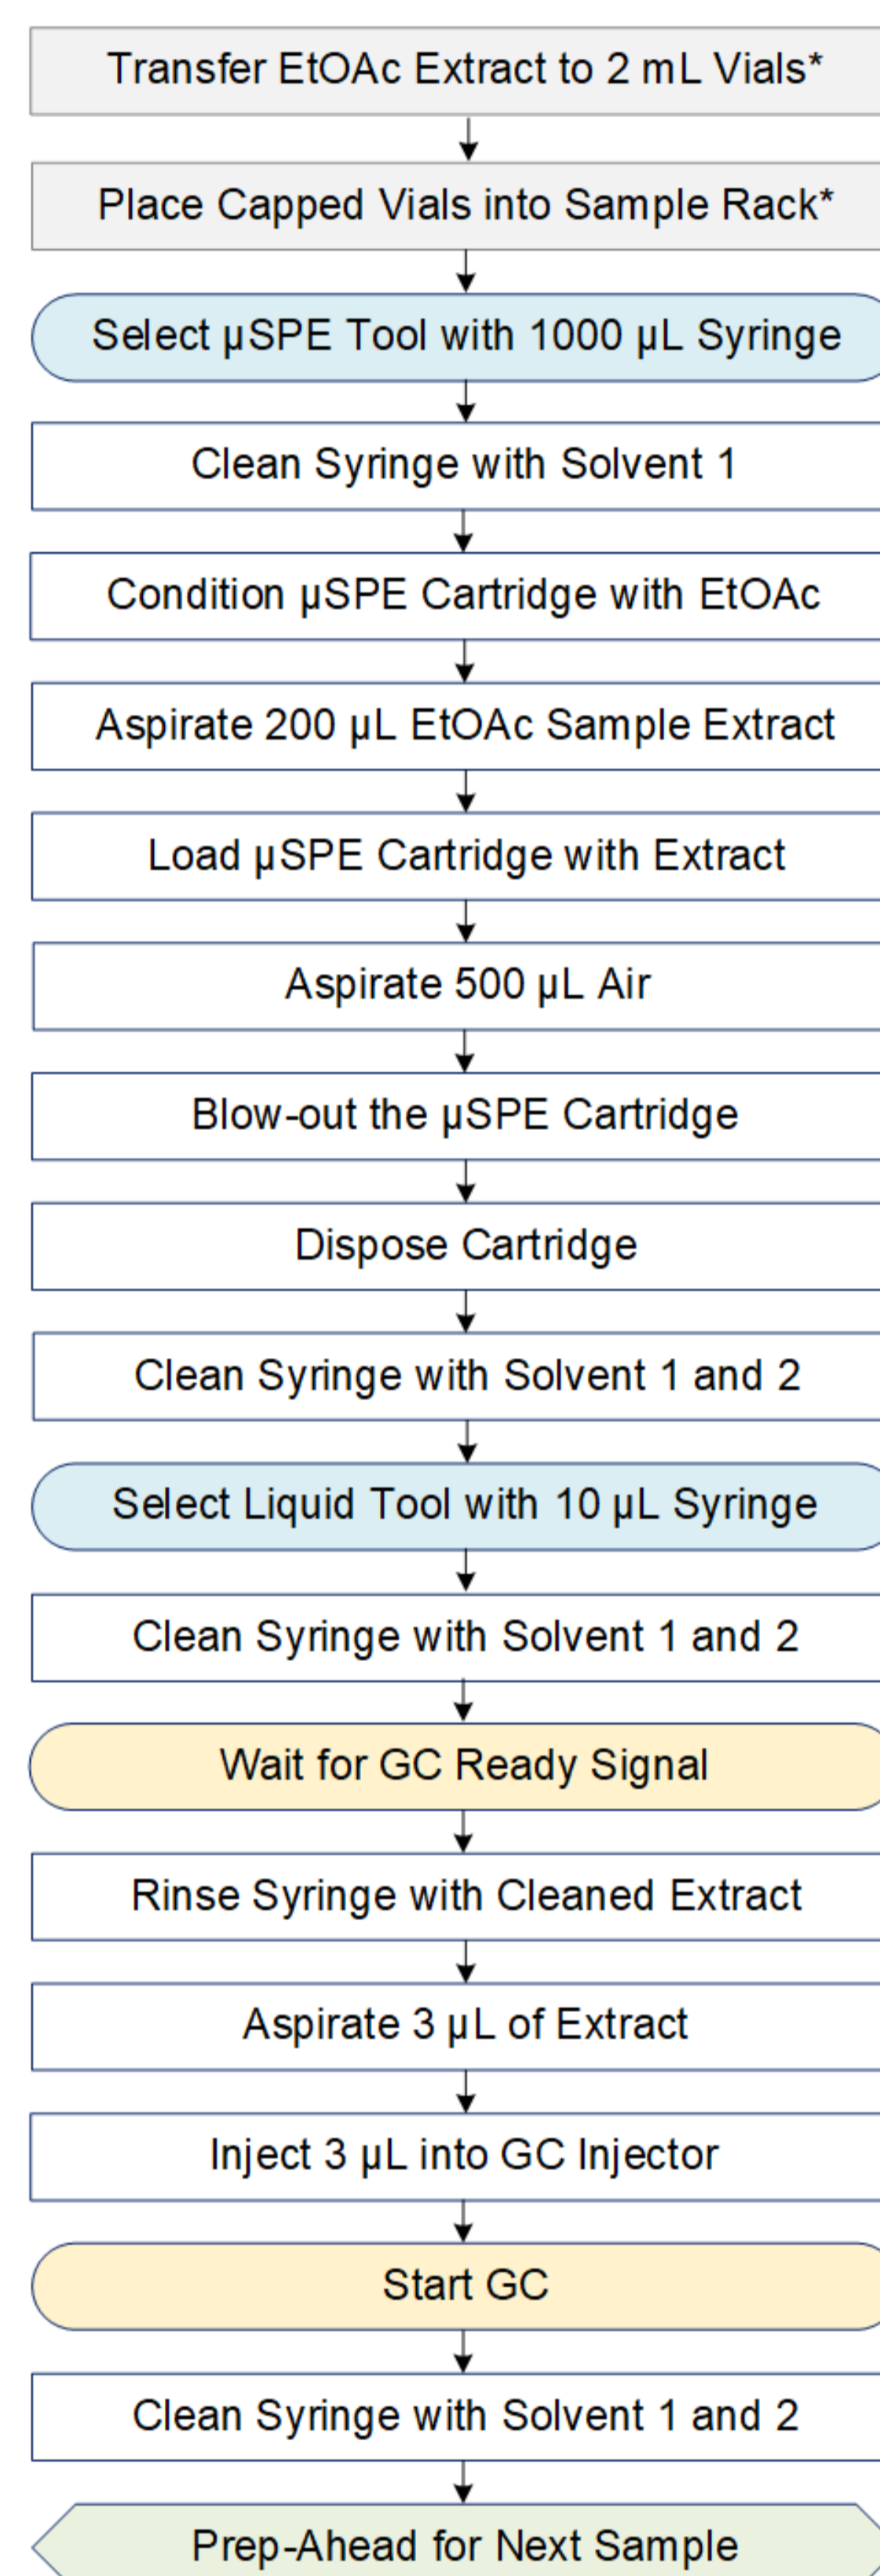 Transfer EtOAc Extract to 2 mL Vials*
Place Capped Vials into Sample Rack*
Select µSPE Tool with 1000 µL Syringe
Clean Syringe with Solvent 1
Condition µSPE Cartridge with EtOAc
Aspirate 200 µL EtOAc Sample Extract
Load µSPE Cartridge with Extract
Aspirate 500 µL Air
Blow-out the µSPE Cartridge
Dispose Cartridge
Clean Syringe with Solvent 1 and 2
Select Liquid Tool with 10 µL Syringe
Clean Syringe with Solvent 1 and 2
Wait for GC Ready Signal
Rinse Syringe with Cleaned Extract
Aspirate 3 µL of Extract
Inject 3 µL into GC Injector
Start GC
Clean Syringe with Solvent 1 and 2
Prep-Ahead for Next Sample